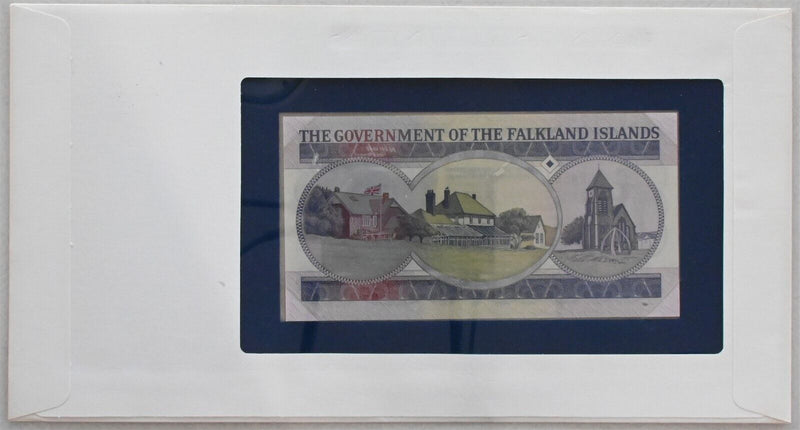 THE GOVERNMENT OF THE FALKLAND ISLANDS